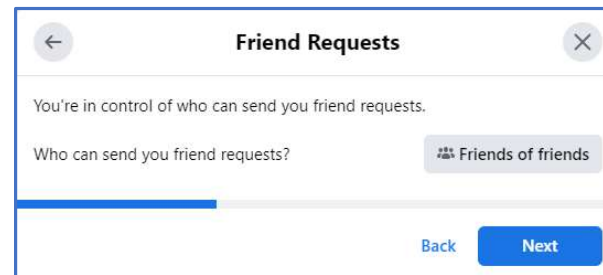 Friend Requests
You're in control of who can send you friend requests.
Who can send you friend requests?
Friends of friends
Back
Next